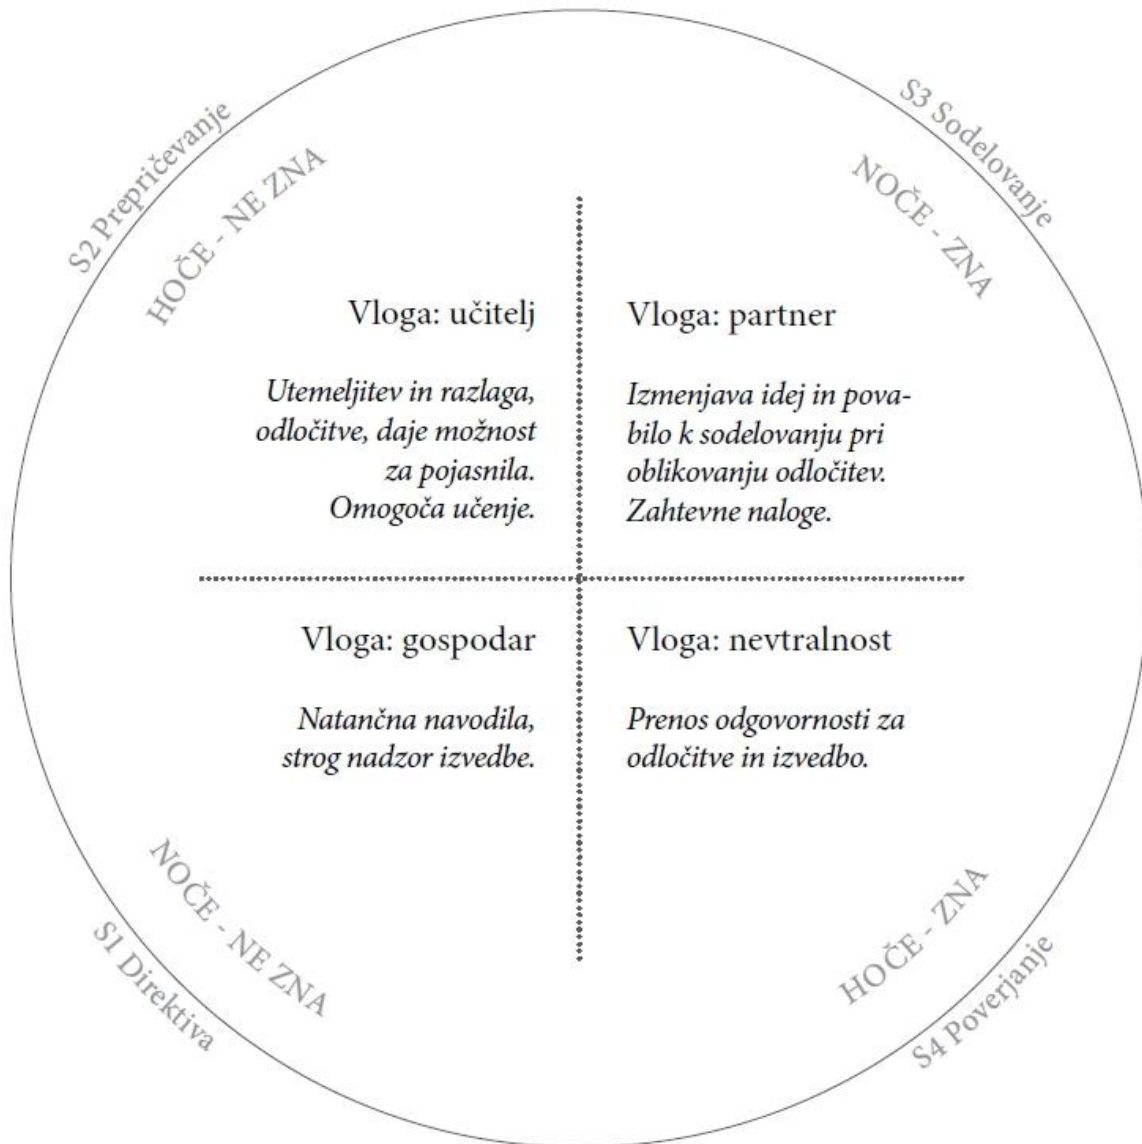 S2 Prepričevanje
HOČE - NE ZNA
S3 Sodelovanje
NOČE - ZNA
Vloga: učitelj
Utemeljitev in razlaga,
odločitve, daje možnost
za pojasnila.
Omogoča učenje.
Vloga: partner
Izmenjava idej in pova-
bilo k sodelovanju pri
oblikovanju odločitev.
Zahtevne naloge.
Vloga: gospodar
Natančna navodila,
strog nadzor izvedbe.
Vloga: nevtralnost
Prenos odgovornosti za
odločitve in izvedbo.
NOČE - NE ZNA
S1 Direktiva
HOČE - ZNA
S4 Poverjanje